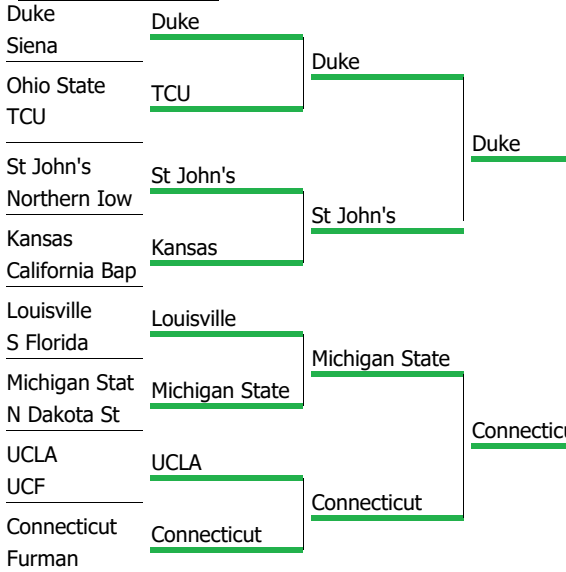 Duke
Siena
Ohio State
TCU
St John's
Northern Iow
Kansas
California Bap
Louisville
S Florida
Michigan Stat
N Dakota St
UCLA
UCF
Connecticut
Furman
Duke
TCU
St John's
Kansas
Louisville
Michigan State
UCLA
Connecticut
Duke
St John's
Michigan State
Connecticut
Duke
Connecticu